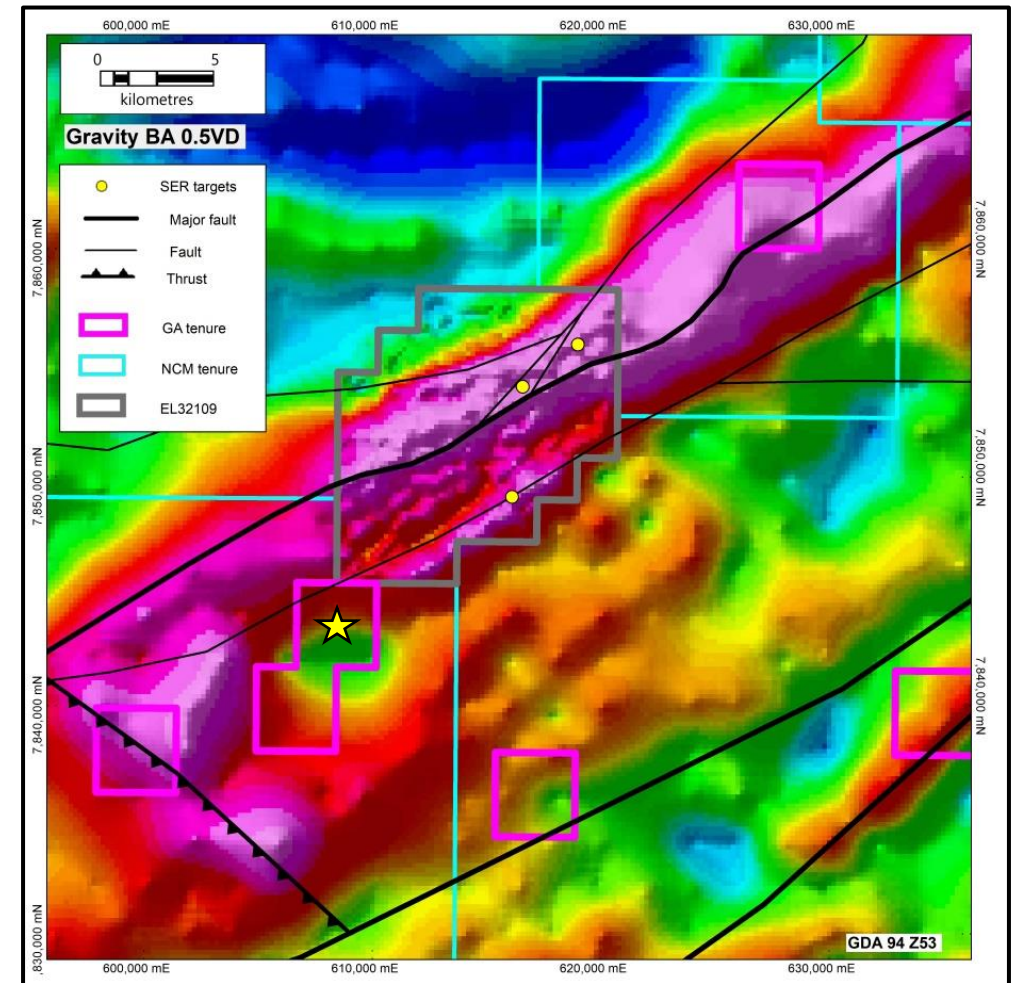 600,000 mE 610,000 mE 620,000 mE 630,000 mE
0 5
kilometres
Gravity BA 0.5VD
SER targets
Major fault
Fault
Thrust
GA tenure
NCM tenure
EL32109
7,860,000 mN
7,850,000 mN
7,840,000 mN
,830,000 mN
7,860,000 mN
7,850,000 mN
7,840,000 mN
GDA 94 Z53
600,000 mE 610,000 mE 620,000 mE 630,000 mE